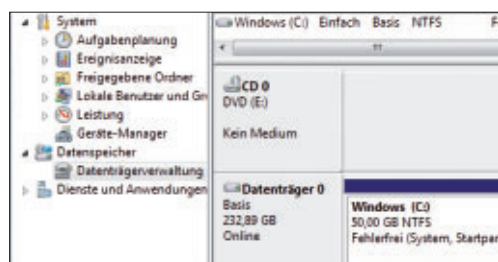 System
Aufgabenplanung
Ereignisanzeige
Freigegebene Ordner
Lokale Benutzer und Gr
Leistung
Geräte-Manager
Datenspeicher
Datenträgerverwaltung
Dienste und Anwendungen
Windows (C:) Einfach Basis NTFS F
CD 0
DVD (E:)
Kein Medium
Datenträger 0
Basis
232,89 GB
Online
Windows (C:)
50,00 GB NTFS
Fehlerfrei (System, Startpar